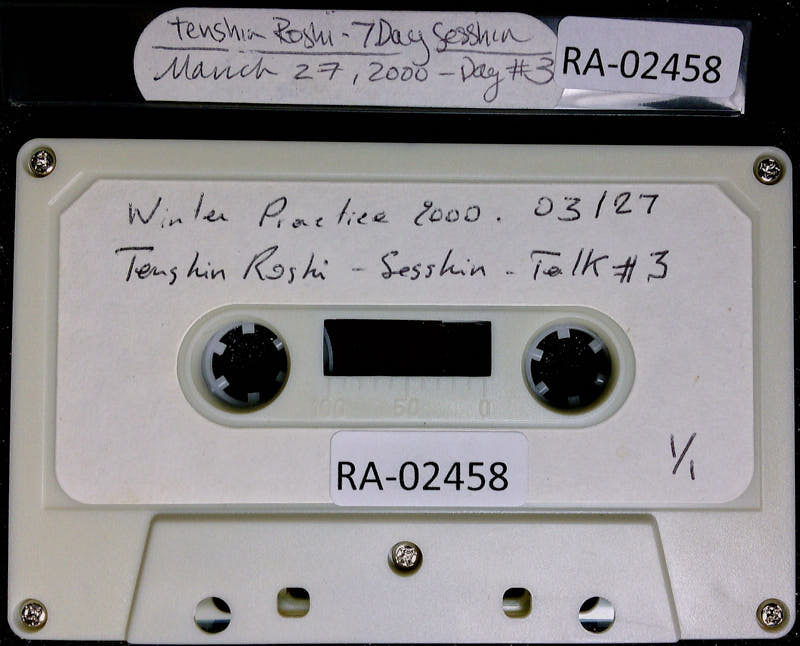 Tenshin Roshi - 7 Day Sesshin
March 27, 2000 - Day #3
RA-02458
Winter Practice 2000. 03/27
Tenshin Roshi - Sesshin - Talk #3
100 50 0
RA-02458
1/1